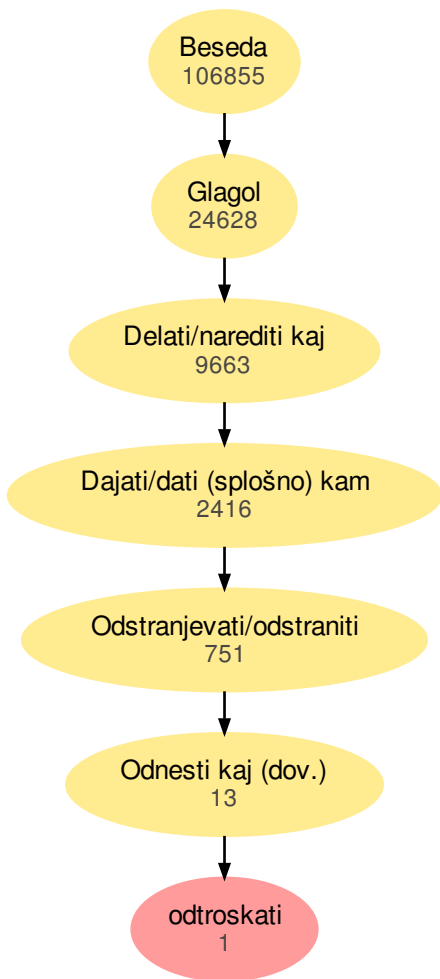 Beseda
106855
Glagol
24628
Delati/narediti kaj
9663
Dajati/dati (splošno) kam
2416
Odstranjevati/odstraniti
751
Odnesti kaj (dov.)
13
odtroskati
1